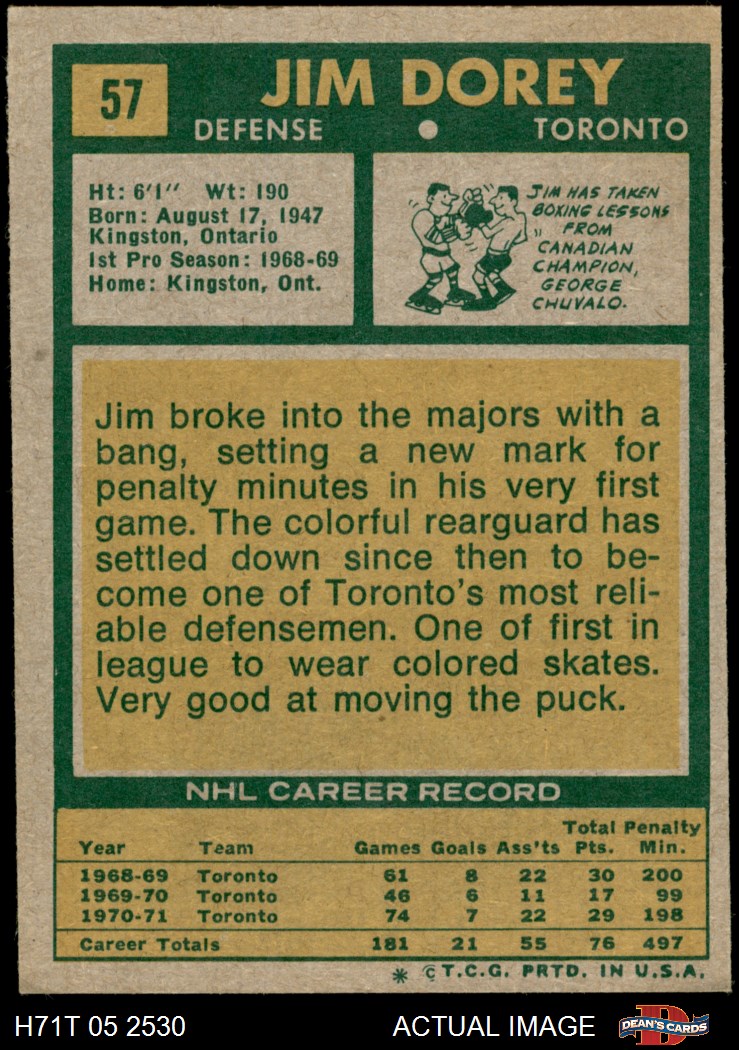 57
JIM DOREY
DEFENSE • TORONTO
Ht: 6'1" Wt: 190
Born: August 17, 1947
Kingston, Ontario
1st Pro Season: 1968-69
Home: Kingston, Ont.
JIM HAS TAKEN
BOXING LESSONS
FROM
CANADIAN
CHAMPION,
GEORGE
CHUVALO.
Jim broke into the majors with a
bang, setting a new mark for
penalty minutes in his very first
game. The colorful rearguard has
settled down since then to be-
come one of Toronto's most reli-
able defensemen. One of first in
league to wear colored skates.
Very good at moving the puck.
NHL CAREER RECORD
Year Team Games Goals Ass'ts Total Pts. Penalty Min.
1968-69 Toronto 61 8 22 30 200
1969-70 Toronto 46 6 11 17 99
1970-71 Toronto 74 7 22 29 198
Career Totals 181 21 55 76 497
* © T.C.G. PRTD. IN U.S.A.
H71T 05 2530 ACTUAL IMAGE D DEAN'S CARDS